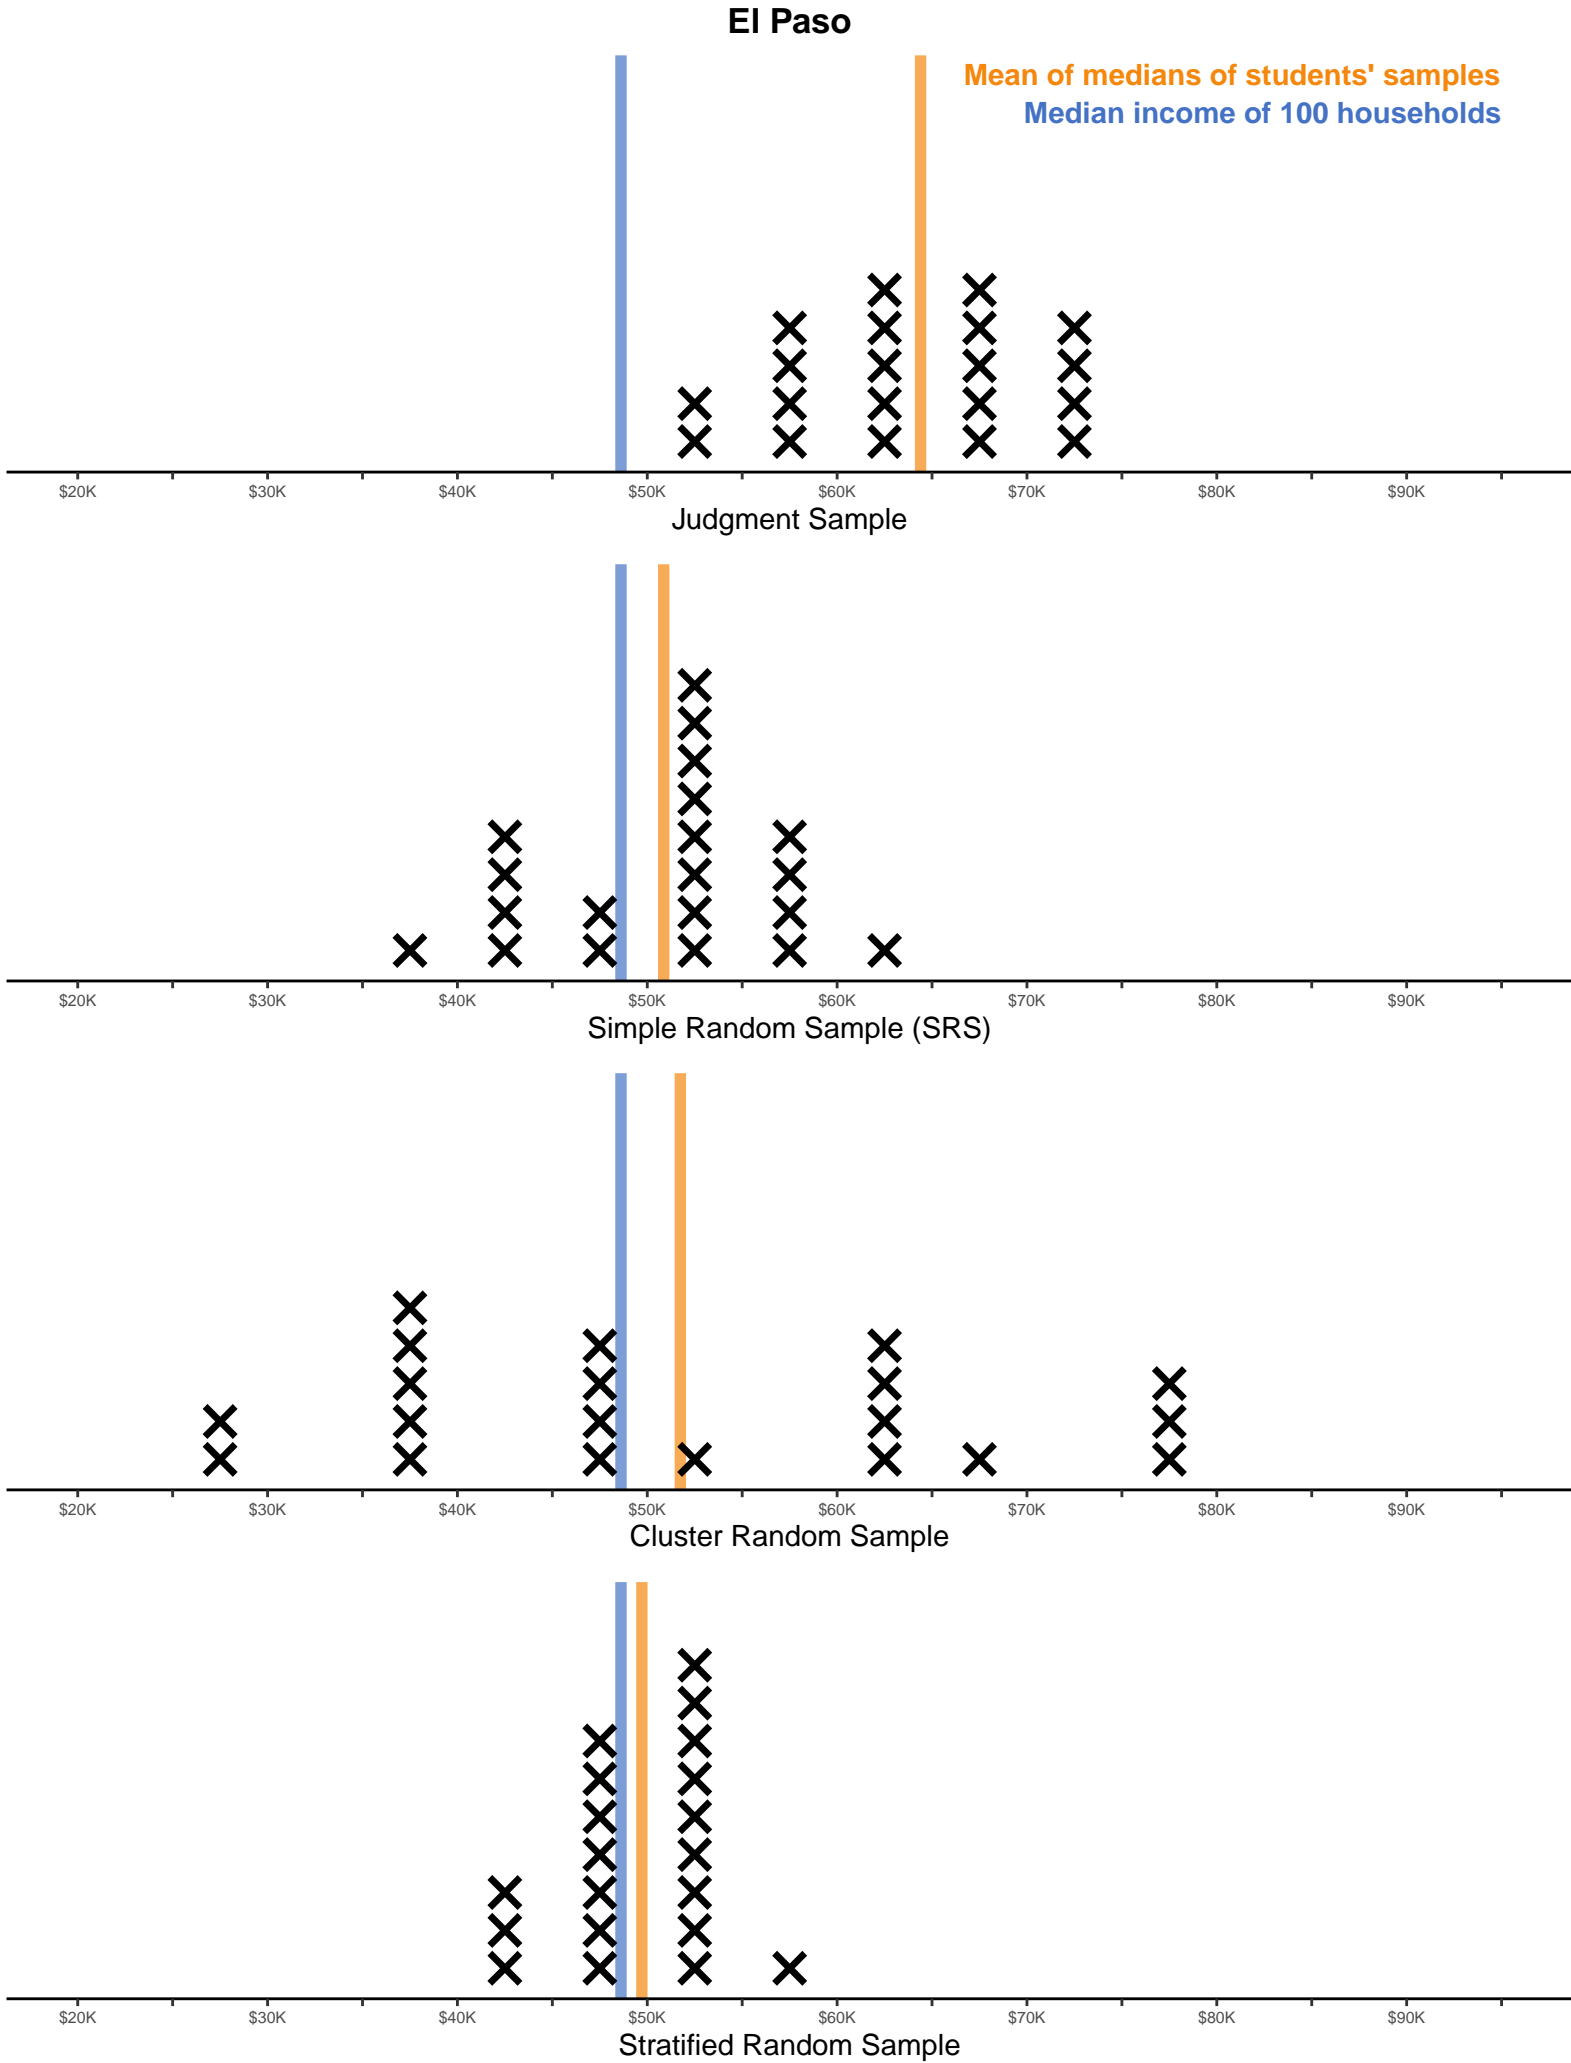 El Paso
Mean of medians of students' samples
Median income of 100 households
$20K $30K $40K $50K $60K $70K $80K $90K
Judgment Sample
$20K $30K $40K $50K $60K $70K $80K $90K
Simple Random Sample (SRS)
$20K $30K $40K $50K $60K $70K $80K $90K
Cluster Random Sample
$20K $30K $40K $50K $60K $70K $80K $90K
Stratified Random Sample